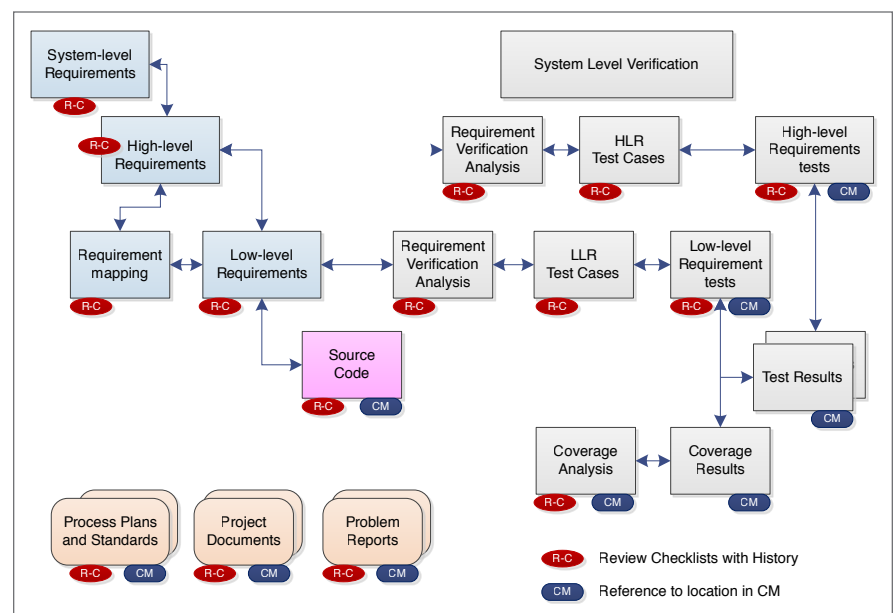 System-level
Requirements
R-C
System Level Verification
R-C
High-level
Requirements
Requirement
Verification
Analysis
R-C
HLR
Test Cases
R-C
High-level
Requirements
tests
R-C
CM
Requirement
mapping
R-C
Low-level
Requirements
R-C
Requirement
Verification
Analysis
R-C
LLR
Test Cases
R-C
Low-level
Requirement
tests
R-C
CM
Source
Code
R-C
CM
Test Results
CM
Coverage
Analysis
R-C
CM
Coverage
Results
CM
Process Plans
and Standards
R-C
CM
Project
Documents
R-C
CM
Problem
Reports
R-C
CM
R-C Review Checklists with History
CM Reference to location in CM